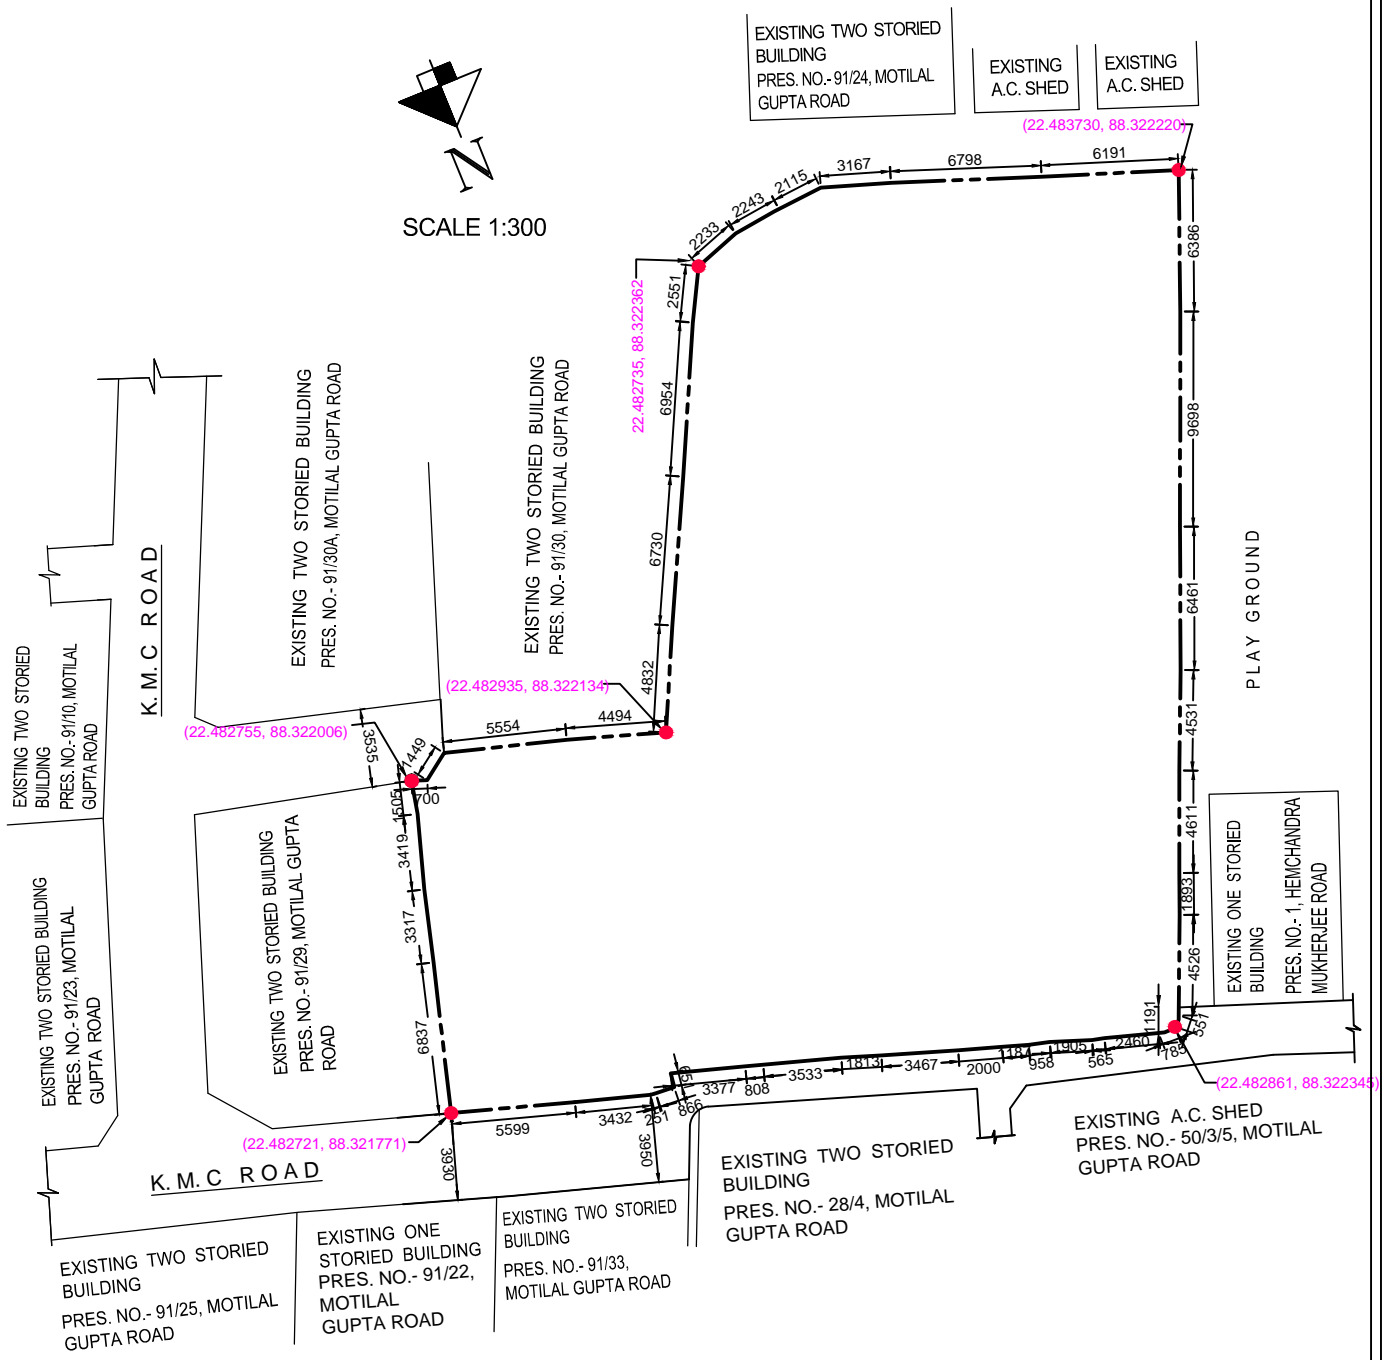 EXISTING TWO STORIED
BUILDING
PRES. NO.- 91/24, MOTILAL
GUPTA ROAD
EXISTING
A.C. SHED
EXISTING
A.C. SHED
(22.483730, 88.322220)
N
SCALE 1:300
2233
2243
2115
3167
6798
6191
2551
6954
6730
4832
22.482735, 88.322362
6386
9698
6461
4531
4611
1893
4526
PLAY GROUND
K. M. C ROAD
EXISTING TWO STORIED BUILDING
PRES. NO.- 91/30A, MOTILAL GUPTA ROAD
EXISTING TWO STORIED BUILDING
PRES. NO.- 91/30, MOTILAL GUPTA ROAD
EXISTING TWO STORIED
BUILDING
PRES. NO.- 91/10, MOTILAL
GUPTA ROAD
(22.482935, 88.322134)
(22.482755, 88.322006)
5554
4494
1449
3535
700
1505
3419
3317
6837
EXISTING TWO STORIED BUILDING
PRES. NO.- 91/23, MOTILAL
GUPTA ROAD
EXISTING TWO STORIED BUILDING
PRES. NO.- 91/29, MOTILAL GUPTA
ROAD
EXISTING ONE STORIED
BUILDING
PRES. NO.- 1, HEMCHANDRA
MUKHERJEE ROAD
1191
551
785
2460
565
1905
958
1184
2000
3467
1813
3533
808
3377
651
866
251
3432
5599
3950
3930
(22.482861, 88.322345)
(22.482721, 88.321771)
K. M. C ROAD
EXISTING A.C. SHED
PRES. NO.- 50/3/5, MOTILAL
GUPTA ROAD
EXISTING TWO STORIED
BUILDING
PRES. NO.- 28/4, MOTILAL
GUPTA ROAD
EXISTING TWO STORIED
BUILDING
PRES. NO.- 91/33,
MOTILAL GUPTA ROAD
EXISTING ONE
STORIED BUILDING
PRES. NO.- 91/22,
MOTILAL
GUPTA ROAD
EXISTING TWO STORIED
BUILDING
PRES. NO.- 91/25, MOTILAL
GUPTA ROAD